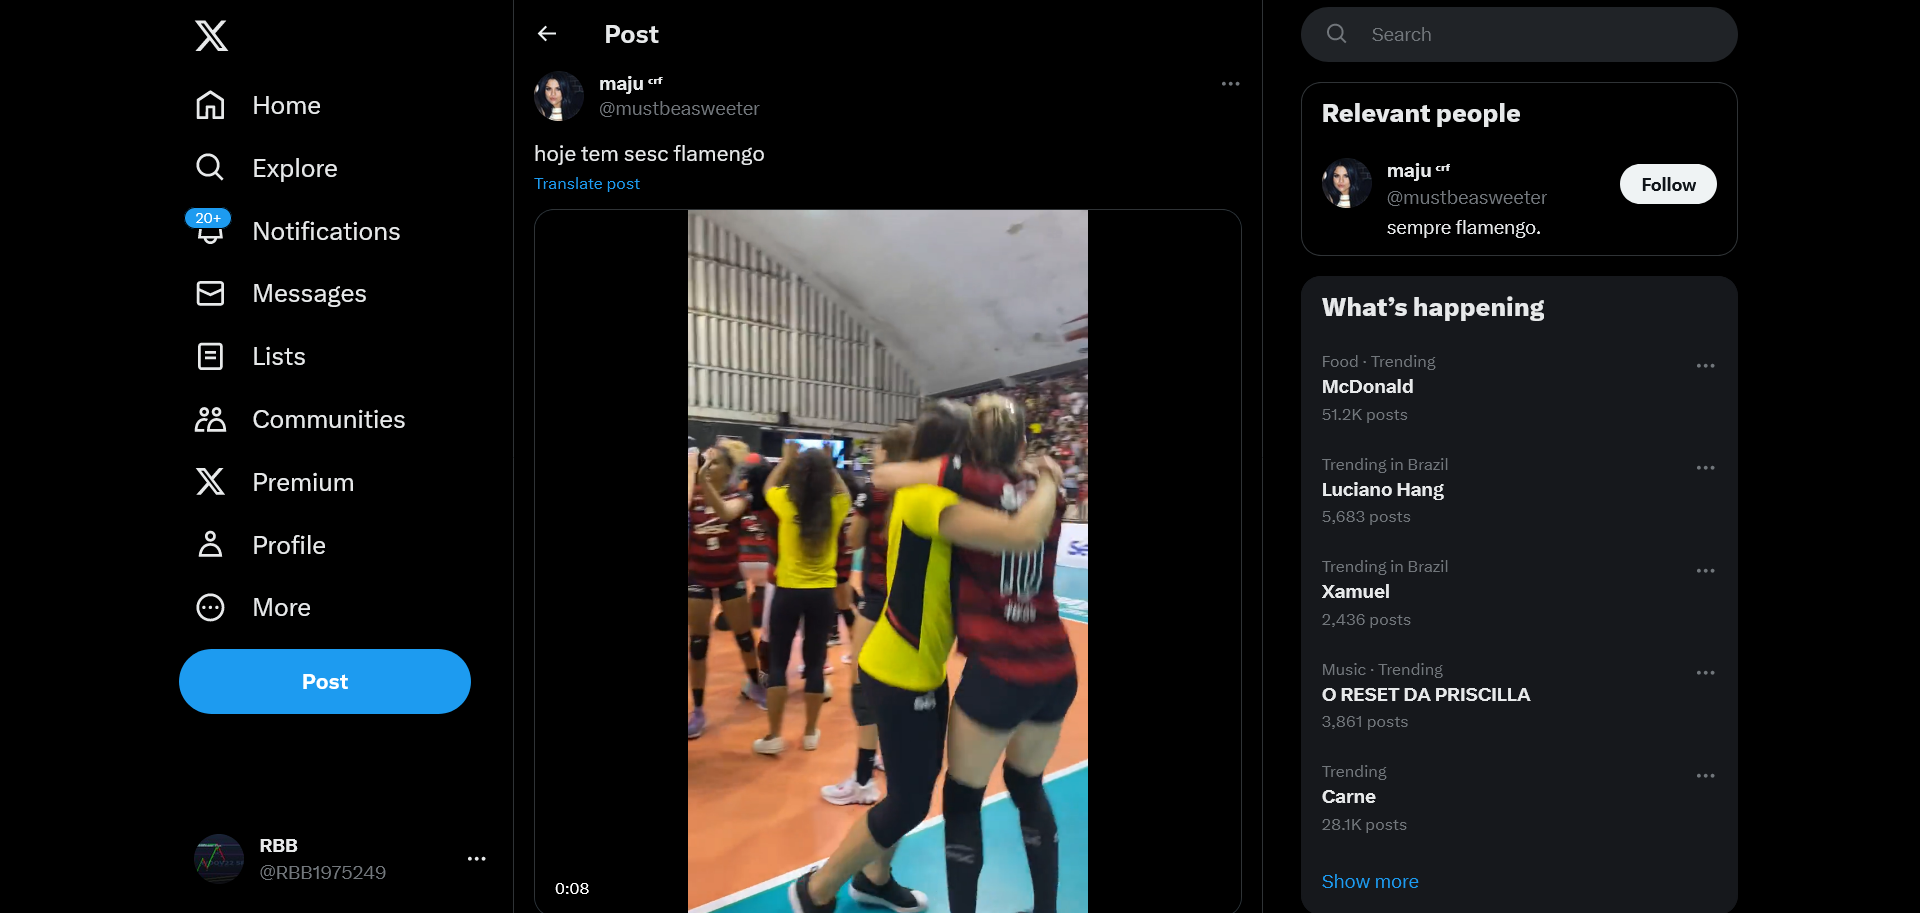 Home
Explore
20+
Notifications
Messages
Lists
Communities
Premium
Profile
More
Post
RBB
@RBB1975249
Post
maju ᶜʳᶠ
@mustbeasweeter
hoje tem sesc flamengo
Translate post
0:08
Search
Relevant people
maju ᶜʳᶠ
@mustbeasweeter
Follow
sempre flamengo.
What’s happening
Food · Trending
McDonald
51.2K posts
Trending in Brazil
Luciano Hang
5,683 posts
Trending in Brazil
Xamuel
2,436 posts
Music · Trending
O RESET DA PRISCILLA
3,861 posts
Trending
Carne
28.1K posts
Show more